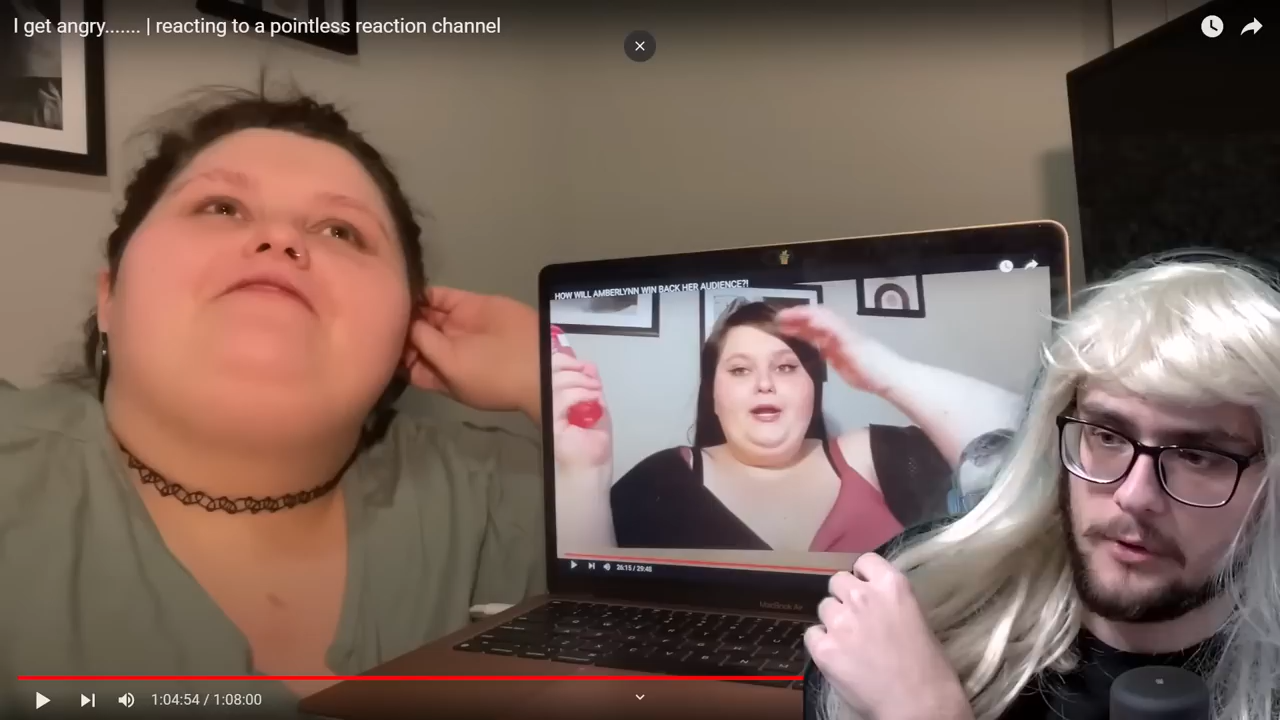 I get angry....... | reacting to a pointless reaction channel
HOW WILL AMBERLYNN WIN BACK HER AUDIENCE?!
26:15 / 29:48
MacBook Air
1:04:54 / 1:08:00